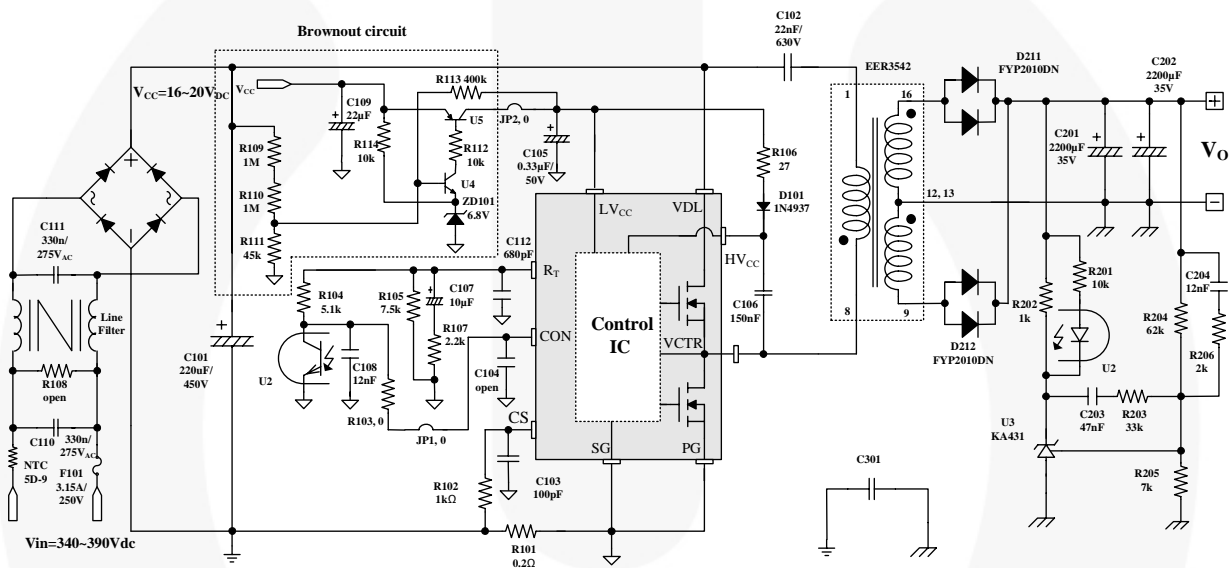 Brownout circuit
C102
22nF/
630V
EER3542
D211
FYP2010DN
C202
2200µF
35V
VCC=16~20VDC
VCC
C109
22µF
R113 400k
U5
JP2, 0
R114
10k
R112
10k
U4
ZD101
6.8V
C105
0.33µF/
50V
R106
27
D101
1N4937
1
16
C201
2200µF
35V
+
VO
-
12, 13
R109
1M
R110
1M
R111
45k
C111
330n/
275VAC
Line
Filter
C112
680pF
LVCC
VDL
HVCC
RT
R104
5.1k
R105
7.5k
C107
10µF
R107
2.2k
CON
Control
IC
VCTR
C106
150nF
8
9
D212
FYP2010DN
R202
1k
R201
10k
U2
R204
62k
C204
12nF
R206
2k
C101
220uF/
450V
U2
C108
12nF
C104
open
R103, 0
JP1, 0
CS
SG
PG
R108
open
C110
330n/
275VAC
NTC
5D-9
F101
3.15A/
250V
R102
1kΩ
C103
100pF
R101
0.2Ω
C301
U3
KA431
C203
47nF
R203
33k
R205
7k
Vin=340~390Vdc